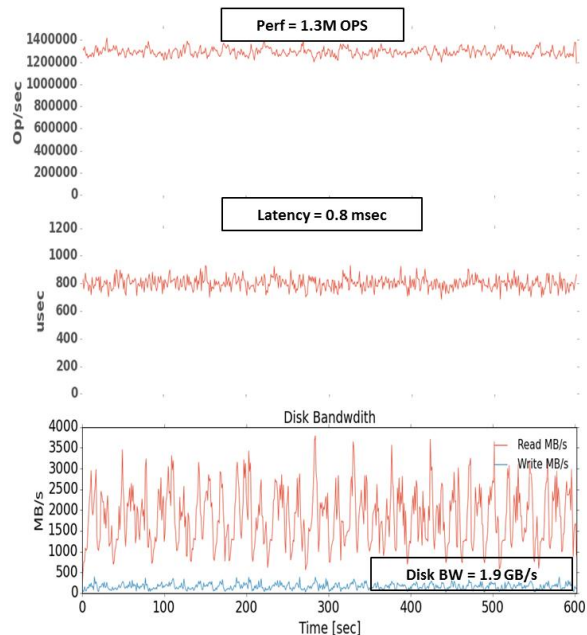 Perf = 1.3M OPS
1400000
1200000
1000000
800000
600000
400000
200000
0
Op/sec
Latency = 0.8 msec
1200
1000
800
600
400
200
0
usec
Disk Bandwdith
4000
3500
3000
2500
2000
1500
1000
500
0
MB/s
Read MB/s
Write MB/s
Disk BW = 1.9 GB/s
0 100 200 300 400 500 600
Time [sec]